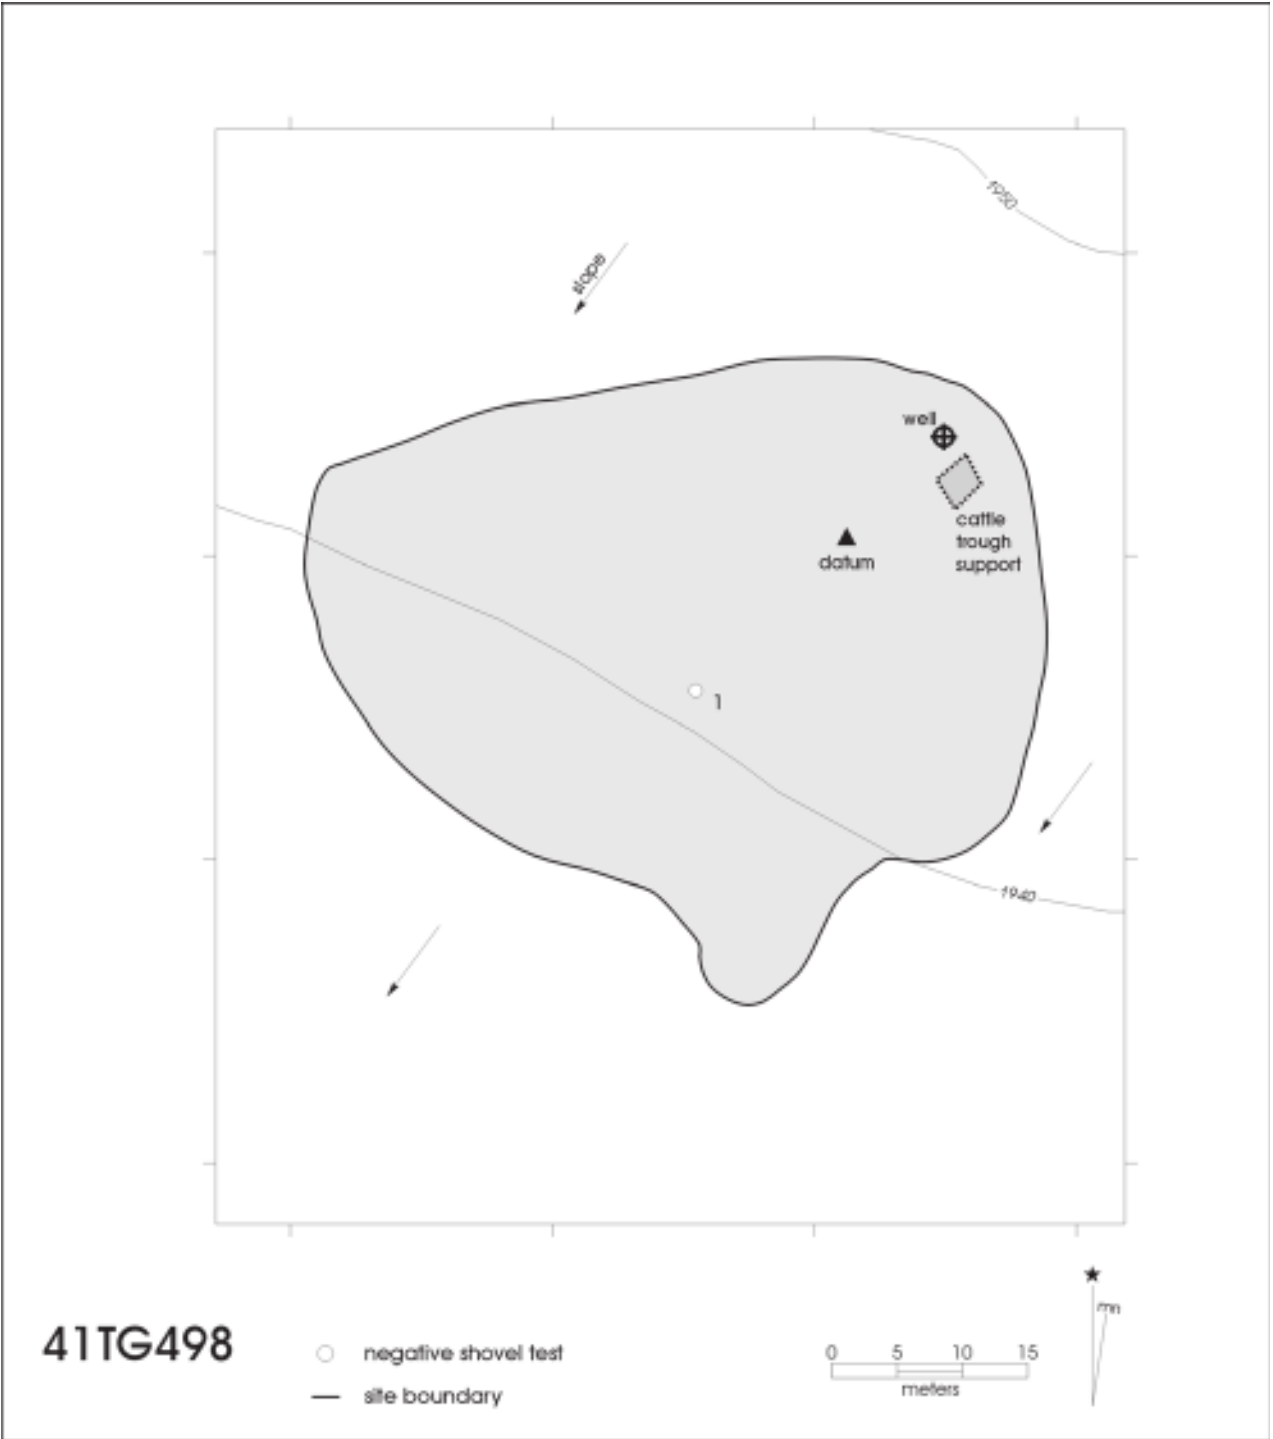 1950
slope
well
cattle
trough
support
datum
1
1940
mn
41TG498
negative shovel test
site boundary
0 5 10 15
meters